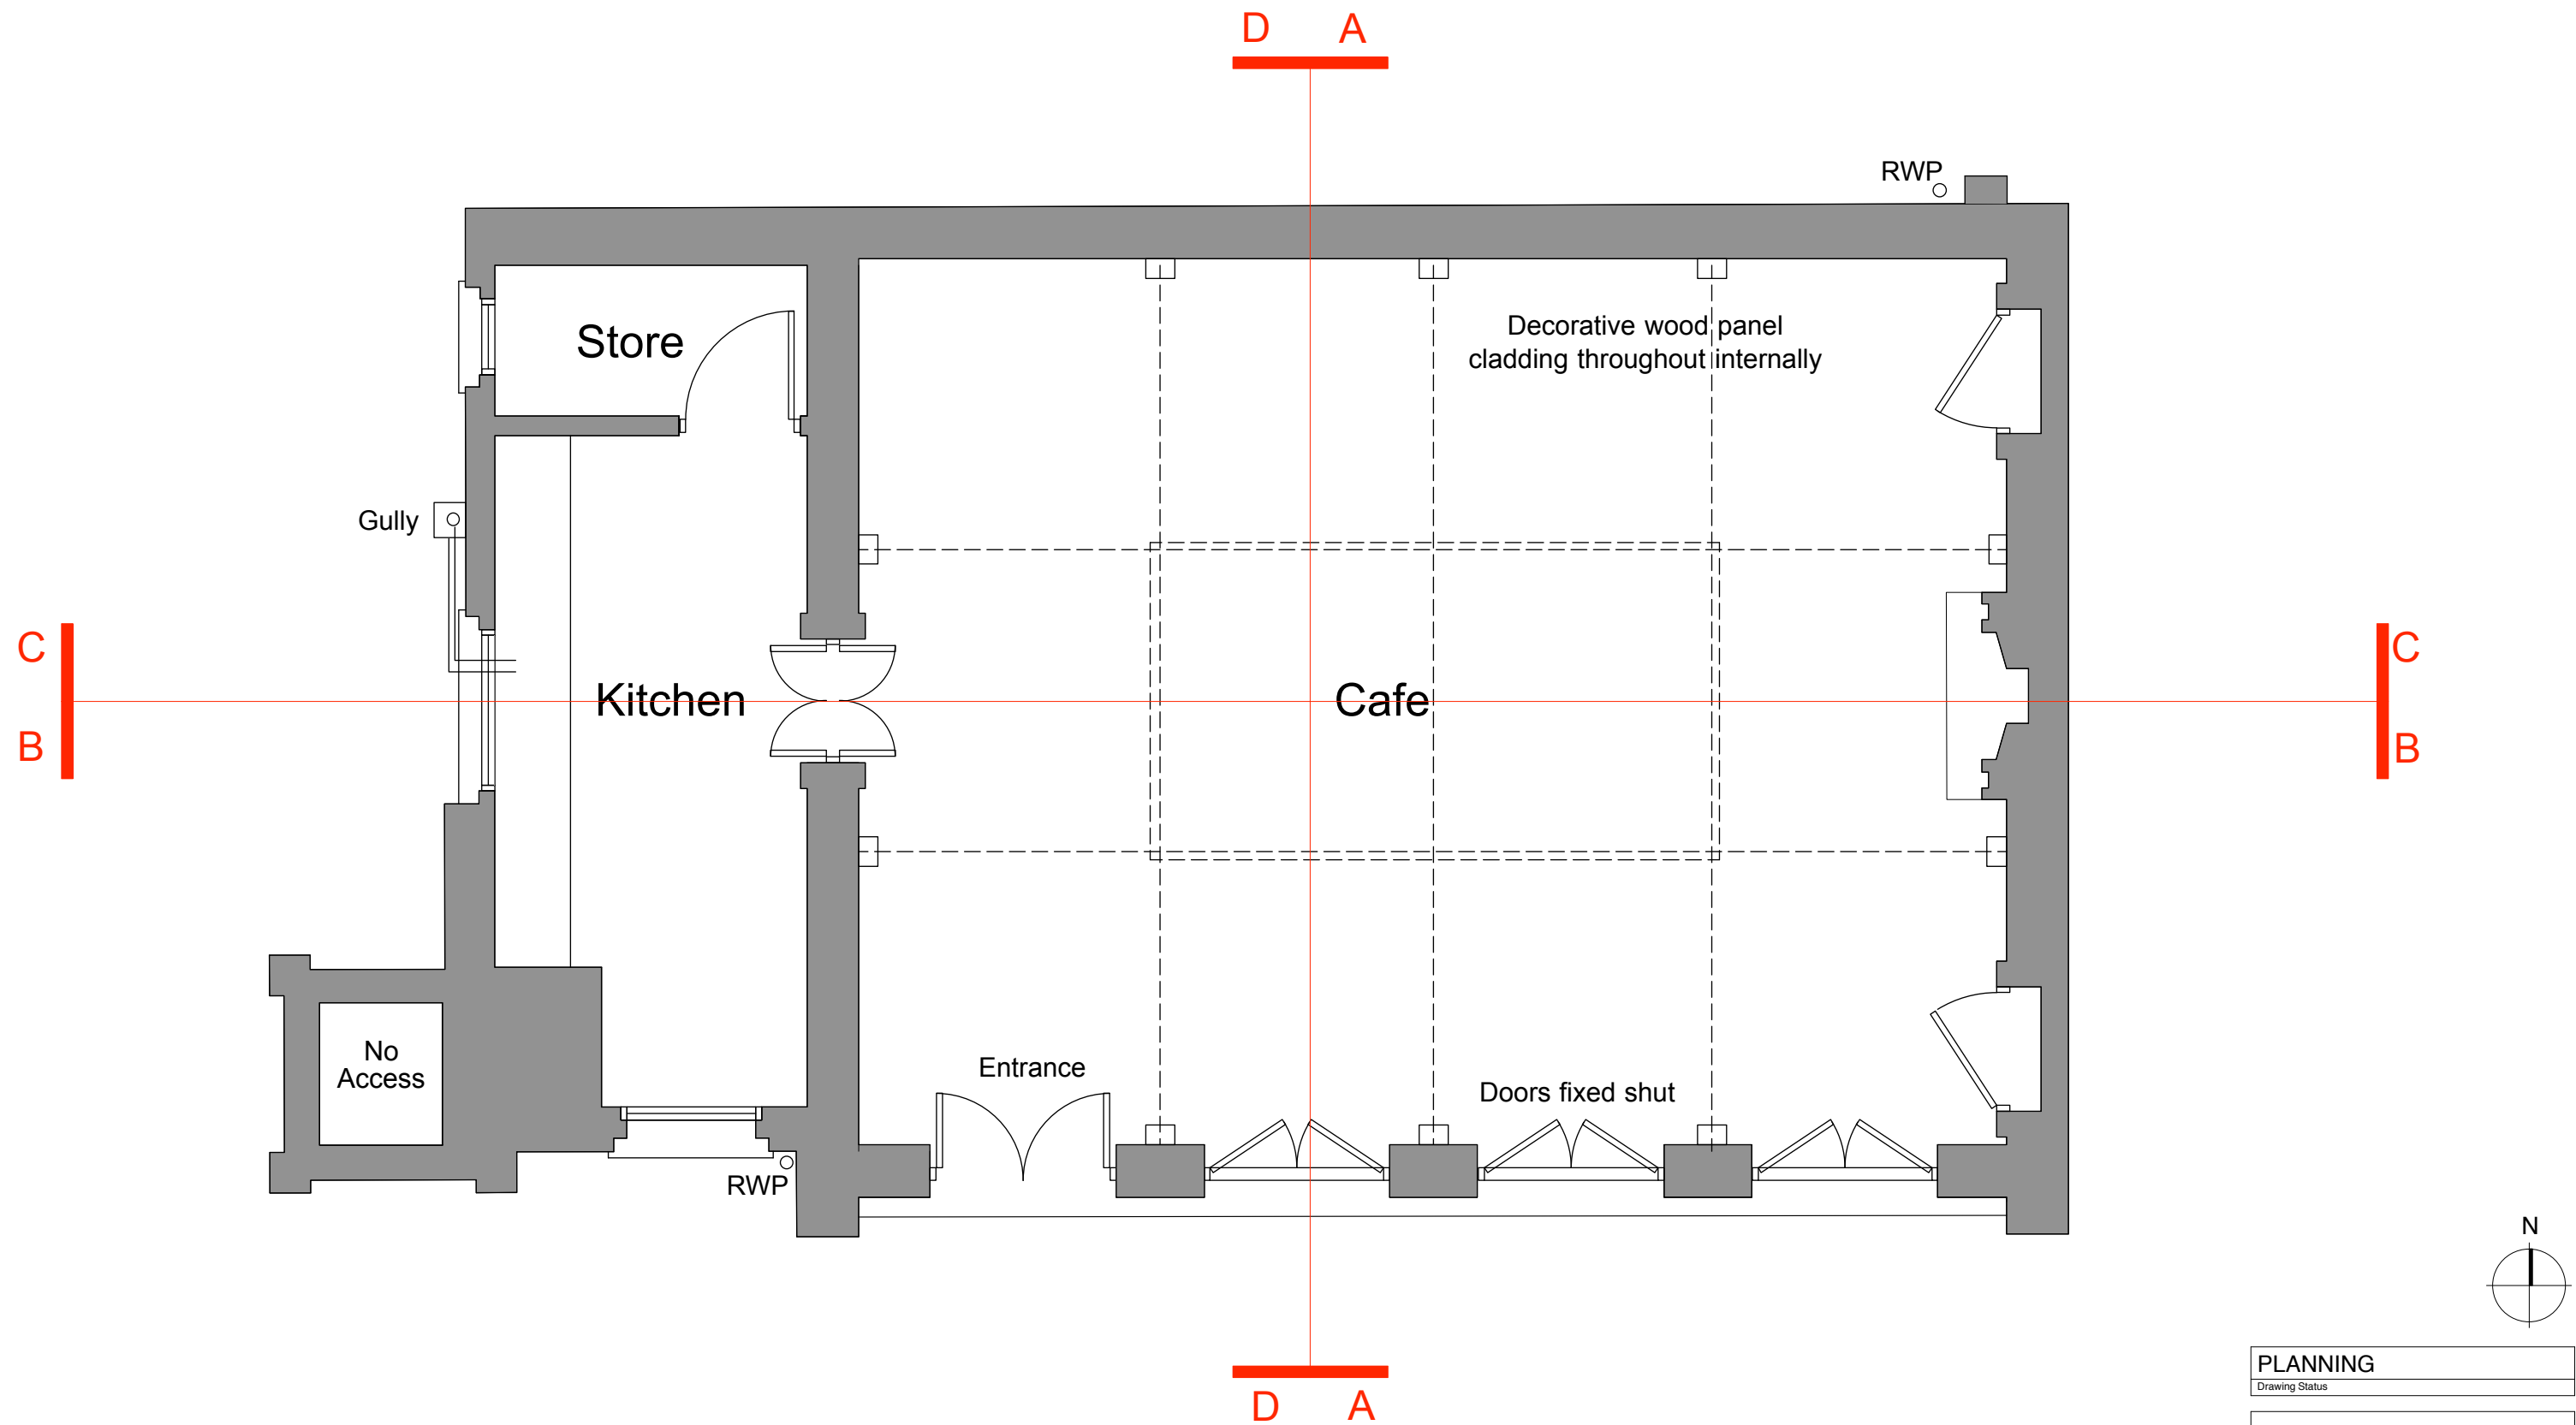 D A
RWP
Store
Decorative wood panel
cladding throughout internally
Gully
C
C
Kitchen
Cafe
B
B
No
Access
Entrance
Doors fixed shut
RWP
N
PLANNING
Drawing Status
D A